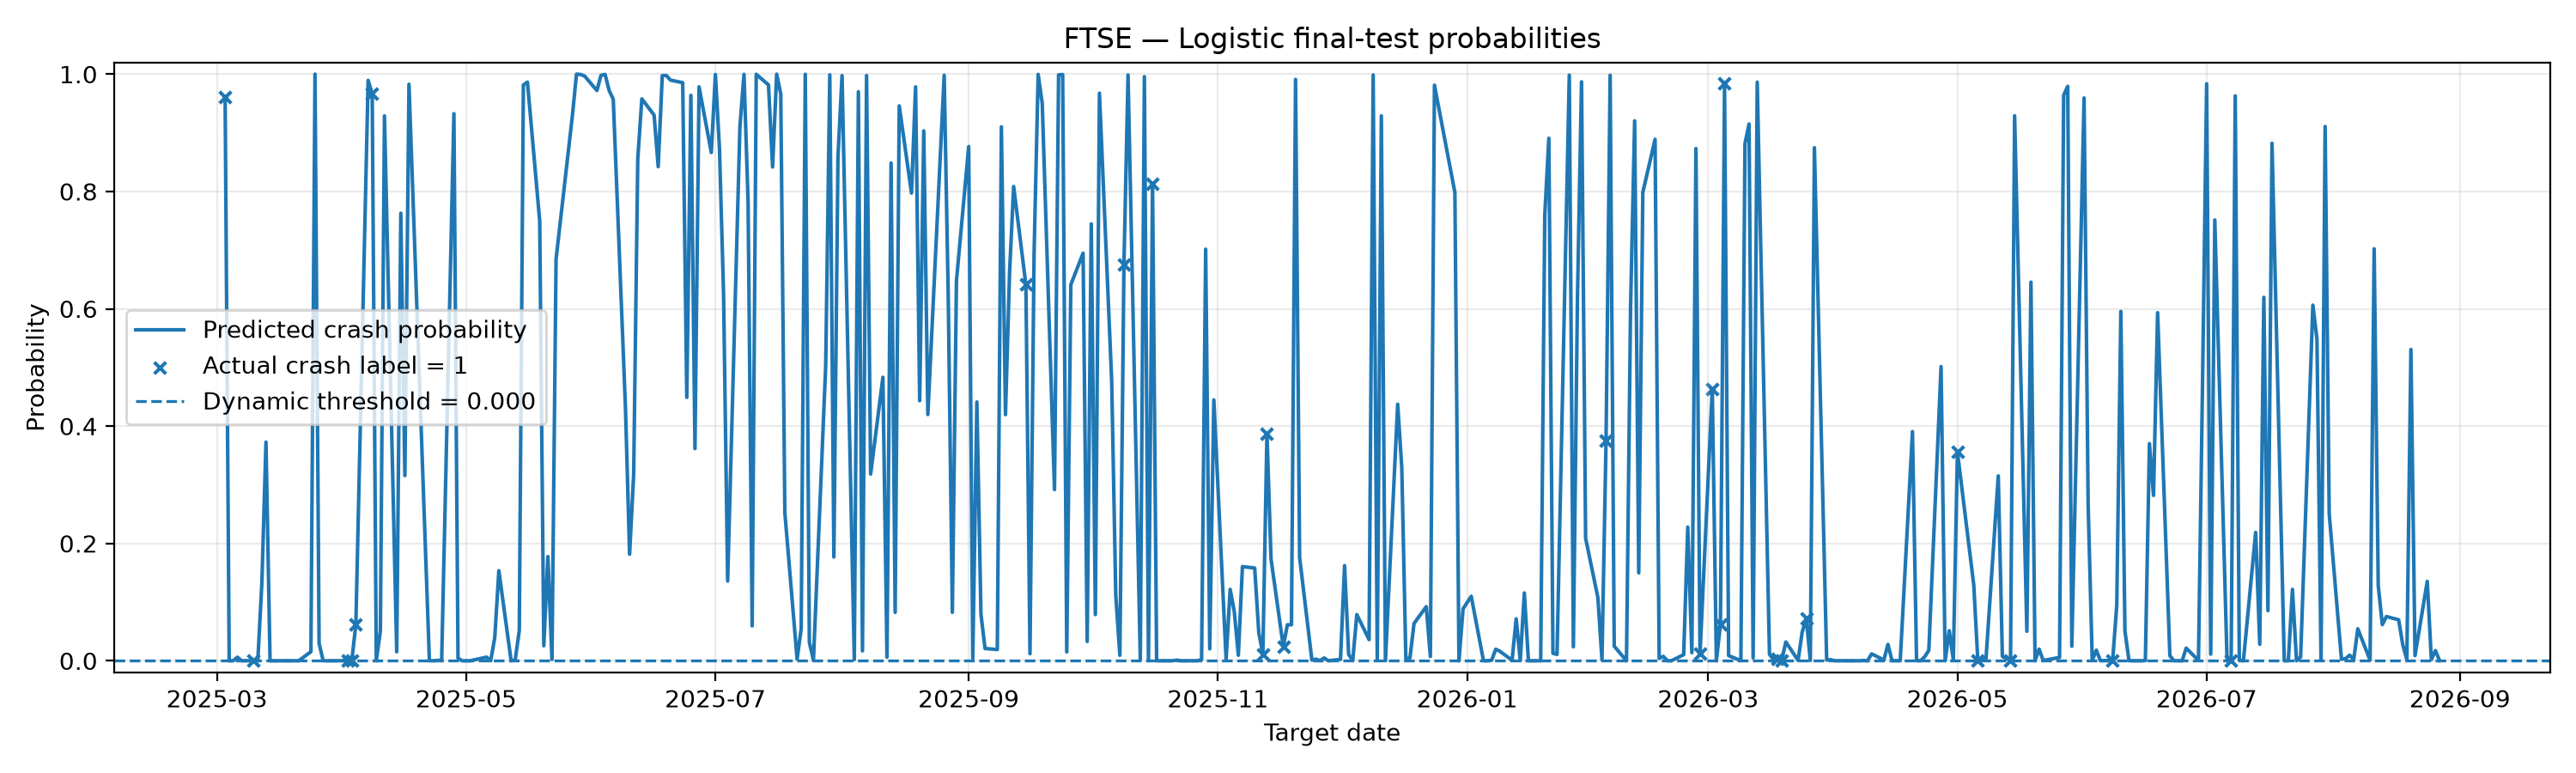 FTSE — Logistic final-test probabilities
1.0
0.8
0.6
0.4
0.2
0.0
Probability
Predicted crash probability
Actual crash label = 1
Dynamic threshold = 0.000
2025-03
2025-05
2025-07
2025-09
2025-11
2026-01
2026-03
2026-05
2026-07
2026-09
Target date